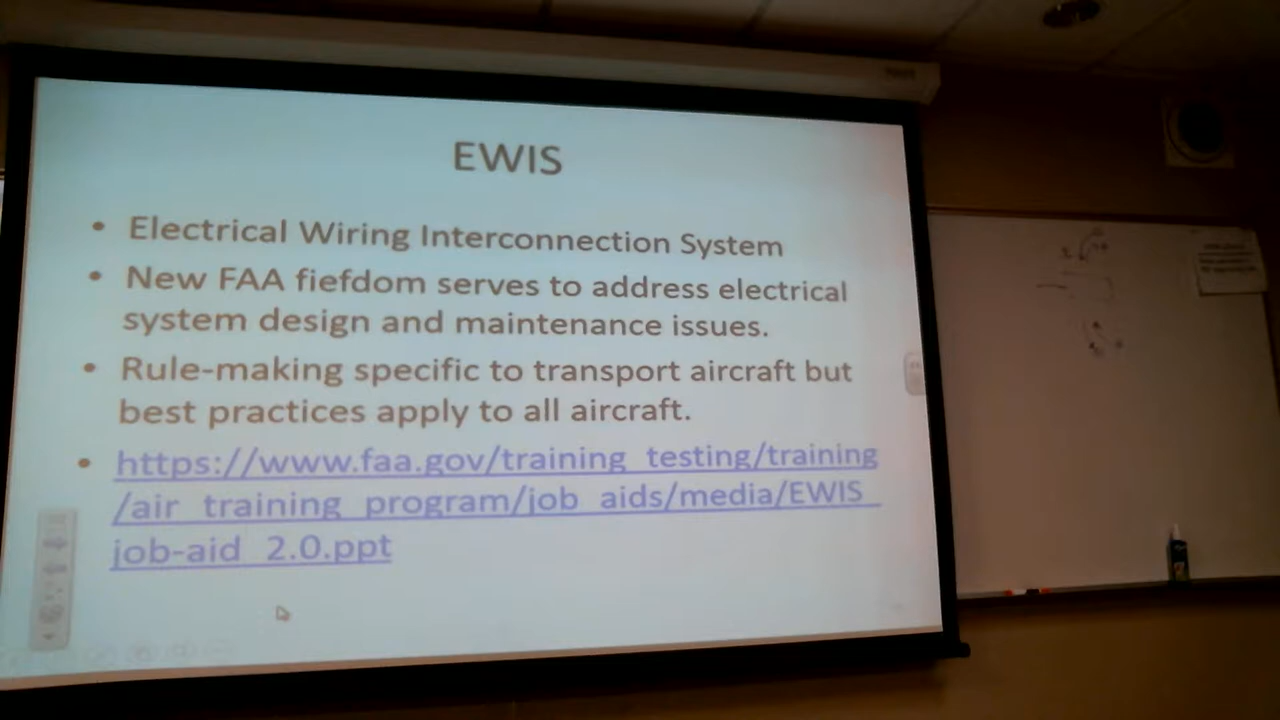 EWIS
• Electrical Wiring Interconnection System
• New FAA fiefdom serves to address electrical
system design and maintenance issues.
• Rule-making specific to transport aircraft but
best practices apply to all aircraft.
• https://www.faa.gov/training_testing/training
/air_training_program/job_aids/media/EWIS_
job-aid_2.0.ppt